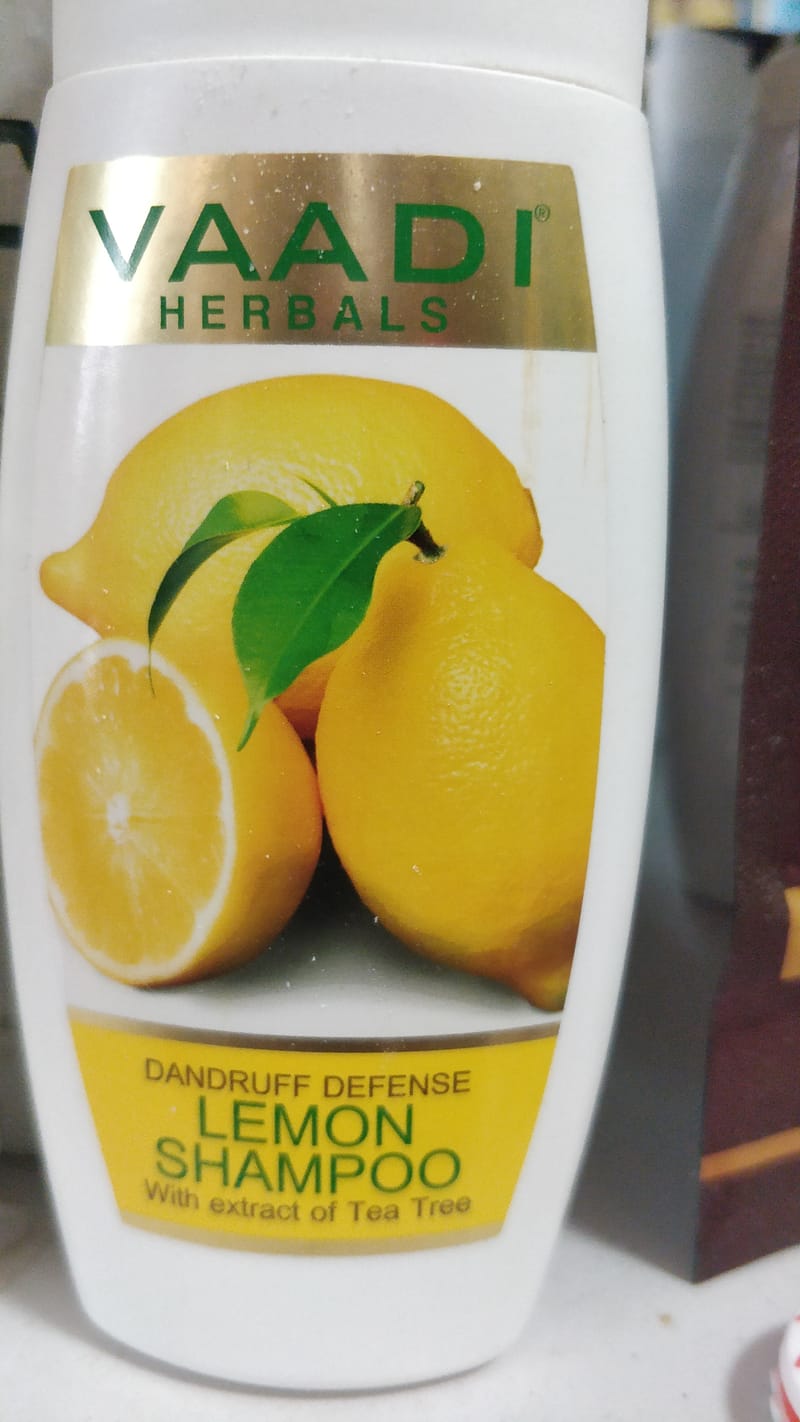 VAADI®
HERBALS
DANDRUFF DEFENSE
LEMON
SHAMPOO
With extract of Tea Tree